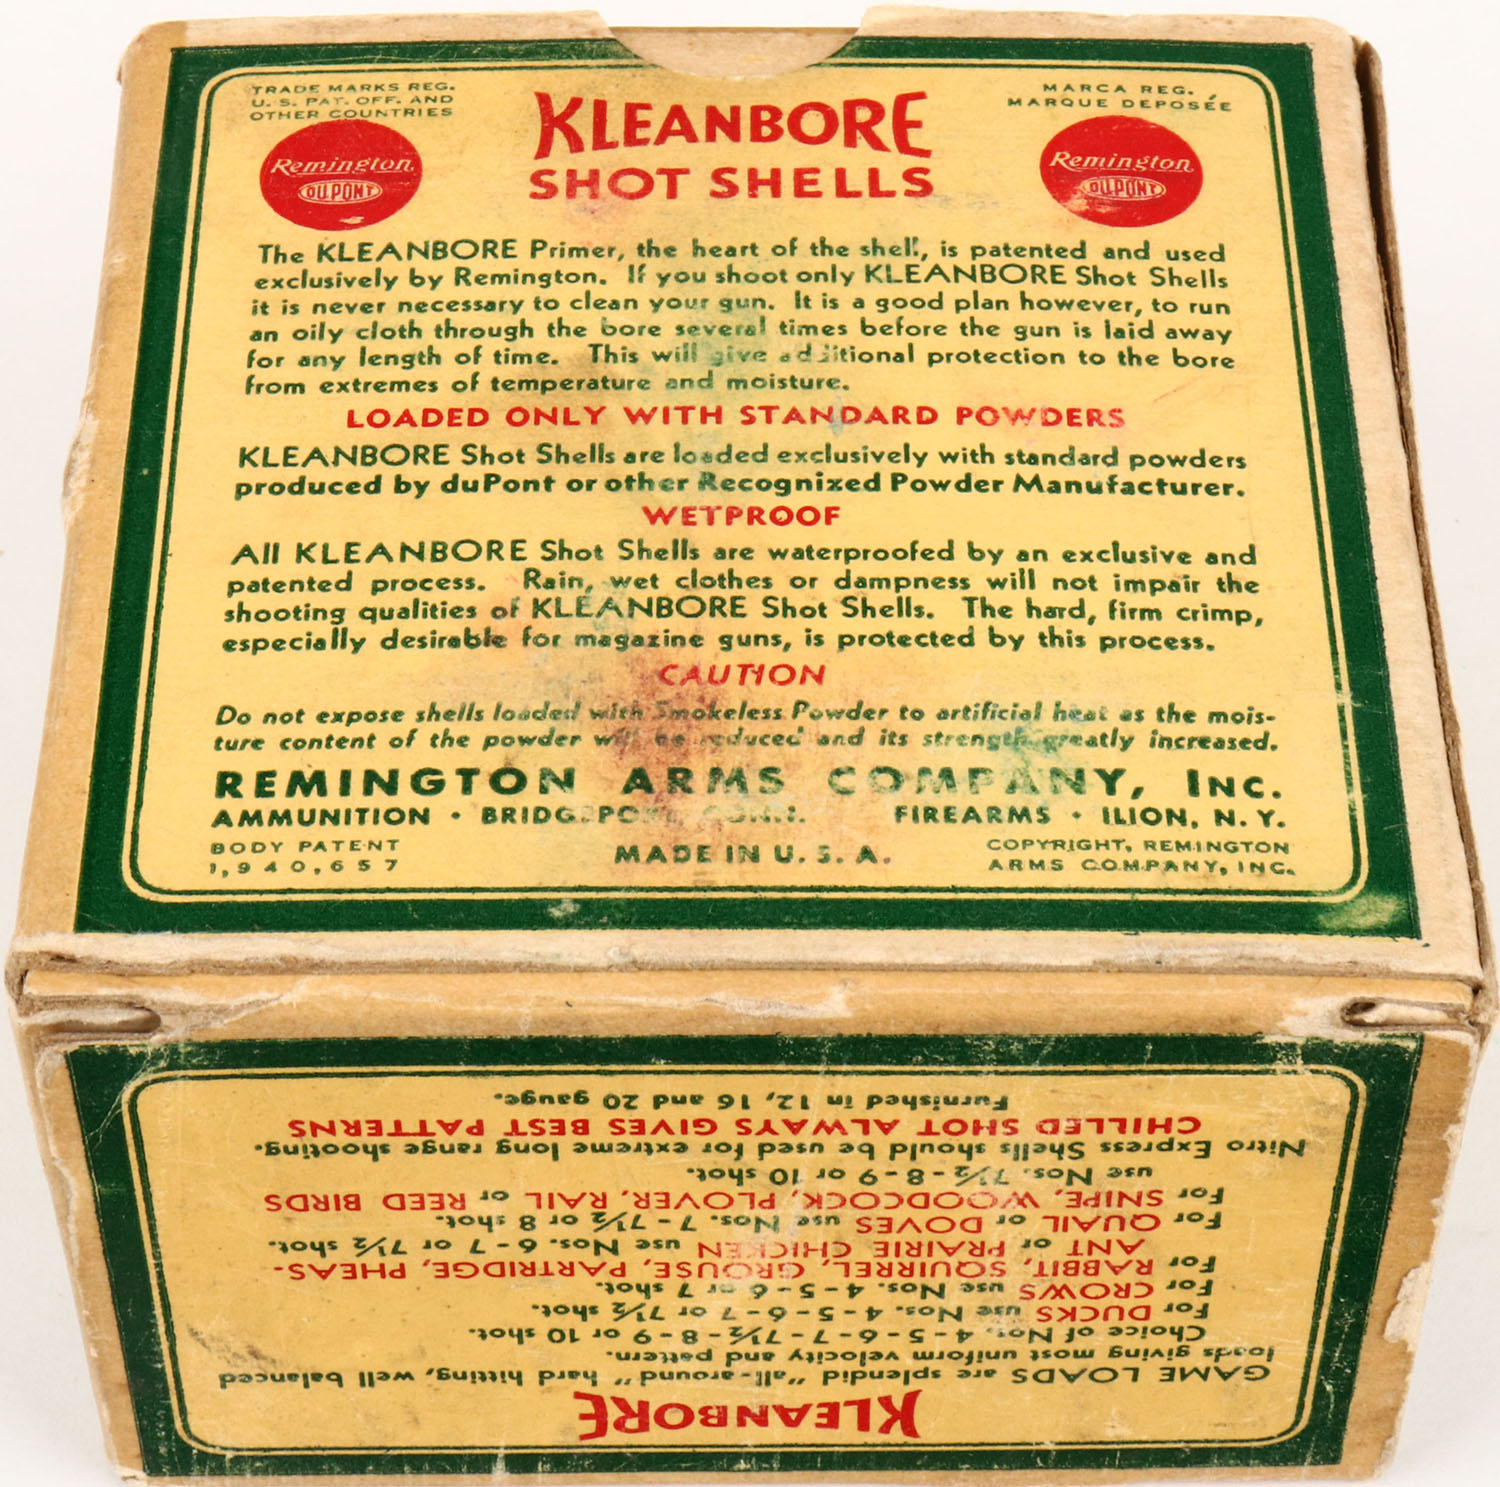 TRADE MARKS REG.
U.S. PAT. OFF. AND
OTHER COUNTRIES
MARCA REG.
MARQUE DEPOSÉE
KLEANBORE
SHOT SHELLS
Remington
DU PONT
Remington
DU PONT
The KLEANBORE Primer, the heart of the shell, is patented and used
exclusively by Remington. If you shoot only KLEANBORE Shot Shells
it is never necessary to clean your gun. It is a good plan however, to run
an oily cloth through the bore several times before the gun is laid away
for any length of time. This will give additional protection to the bore
from extremes of temperature and moisture.
LOADED ONLY WITH STANDARD POWDERS
KLEANBORE Shot Shells are loaded exclusively with standard powders
produced by duPont or other Recognized Powder Manufacturer.
WETPROOF
All KLEANBORE Shot Shells are waterproofed by an exclusive and
patented process. Rain, wet clothes or dampness will not impair the
shooting qualities of KLEANBORE Shot Shells. The hard, firm crimp,
especially desirable for magazine guns, is protected by this process.
CAUTION
Do not expose shells loaded with Smokeless Powder to artificial heat as the mois-
ture content of the powder will be reduced and its strength greatly increased.
REMINGTON ARMS COMPANY, INC.
AMMUNITION · BRIDGEPORT, CONN. FIREARMS · ILION, N.Y.
BODY PATENT
1,940,657
MADE IN U.S.A.
COPYRIGHT, REMINGTON
ARMS COMPANY, INC.
KLEANBORE
GAME LOADS are splendid "all-around" hard hitting, well balanced
loads giving most uniform velocity and pattern.
Choice of Nos. 4-5-6-7-7½-8-9 or 10 shot.
For DUCKS use Nos. 4-5-6-7 or 7½ shot.
For CROWS use Nos. 4-5-6 or 7 shot.
For RABBIT, SQUIRREL, GROUSE, PARTRIDGE, PHEAS-
ANT or PRAIRIE CHICKEN use Nos. 6-7 or 7½ shot.
For QUAIL or DOVES use Nos. 7-7½ or 8 shot.
For SNIPE, WOODCOCK, PLOVER, RAIL or REED BIRDS
use Nos. 7½-8-9 or 10 shot.
Nitro Express Shells should be used for extreme long range shooting.
CHILLED SHOT ALWAYS GIVES BEST PATTERNS
Furnished in 12, 16 and 20 gauge.